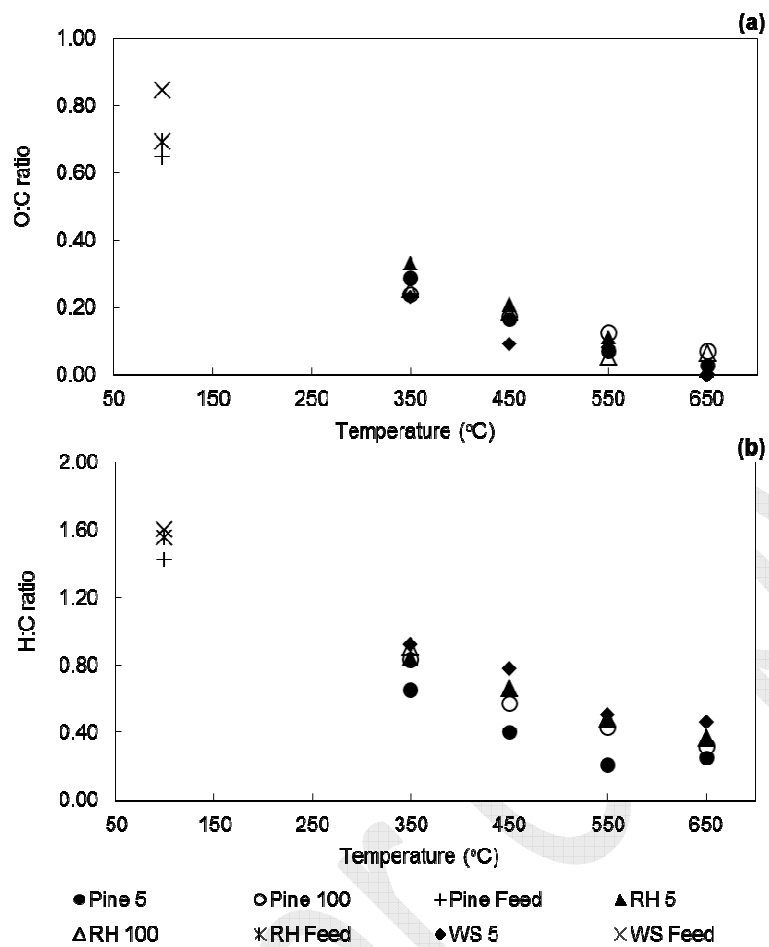 (a)
1.00
0.80
0.60
0.40
0.20
0.00
O:C ratio
50 150 350 450 550 650
Temperature (°C)
(b)
2.00
1.60
1.20
0.80
0.40
0.00
H:C ratio
50 150 350 450 550 650
Temperature (°C)
Pine 5 Pine 100 Pine Feed RH 5
RH 100 RH Feed WS 5 WS Feed